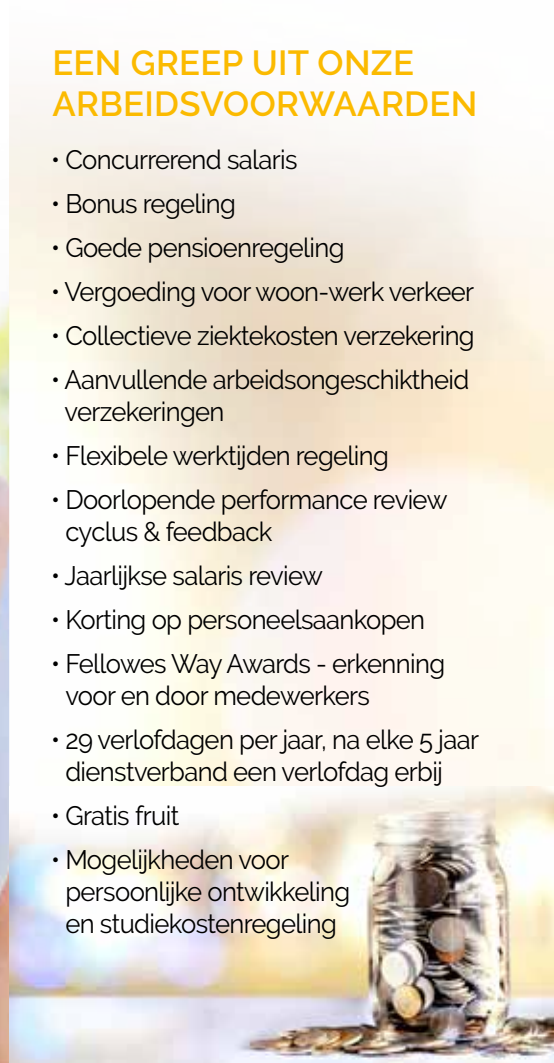 EEN GREEP UIT ONZE
ARBEIDSVOORWAARDEN
• Concurrerend salaris
• Bonus regeling
• Goede pensioenregeling
• Vergoeding voor woon-werk verkeer
• Collectieve ziektekosten verzekering
• Aanvullende arbeidsongeschiktheid
verzekeringen
• Flexibele werktijden regeling
• Doorlopende performance review
cyclus & feedback
• Jaarlijkse salaris review
• Korting op personeelsaankopen
• Fellowes Way Awards - erkenning
voor en door medewerkers
• 29 verlofdagen per jaar, na elke 5 jaar
dienstverband een verlofdag erbij
• Gratis fruit
• Mogelijkheden voor
persoonlijke ontwikkeling
en studiekostenregeling